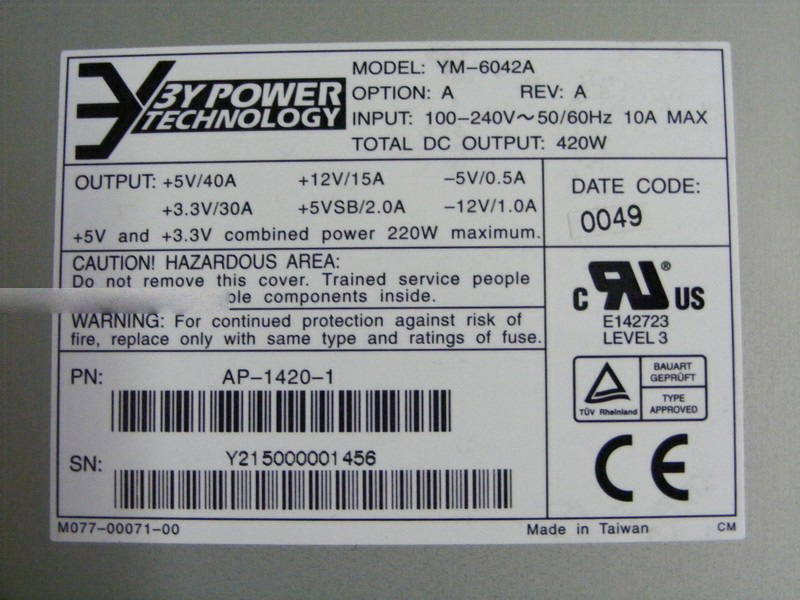 3Y POWER
TECHNOLOGY
MODEL: YM-6042A
OPTION: A REV: A
INPUT: 100-240V~50/60Hz 10A MAX
TOTAL DC OUTPUT: 420W
OUTPUT: +5V/40A +12V/15A -5V/0.5A
+3.3V/30A +5VSB/2.0A -12V/1.0A
+5V and +3.3V combined power 220W maximum.
DATE CODE:
0049
CAUTION! HAZARDOUS AREA:
Do not remove this cover. Trained service people
components inside.
WARNING: For continued protection against risk of
fire, replace only with same type and ratings of fuse.
C RU® US
E142723
LEVEL 3
TÜV Rheinland
BAUART
GEPRÜFT
TYPE
APPROVED
CE
PN: AP-1420-1
SN: Y215000001456
M077-00071-00 Made in Taiwan CM